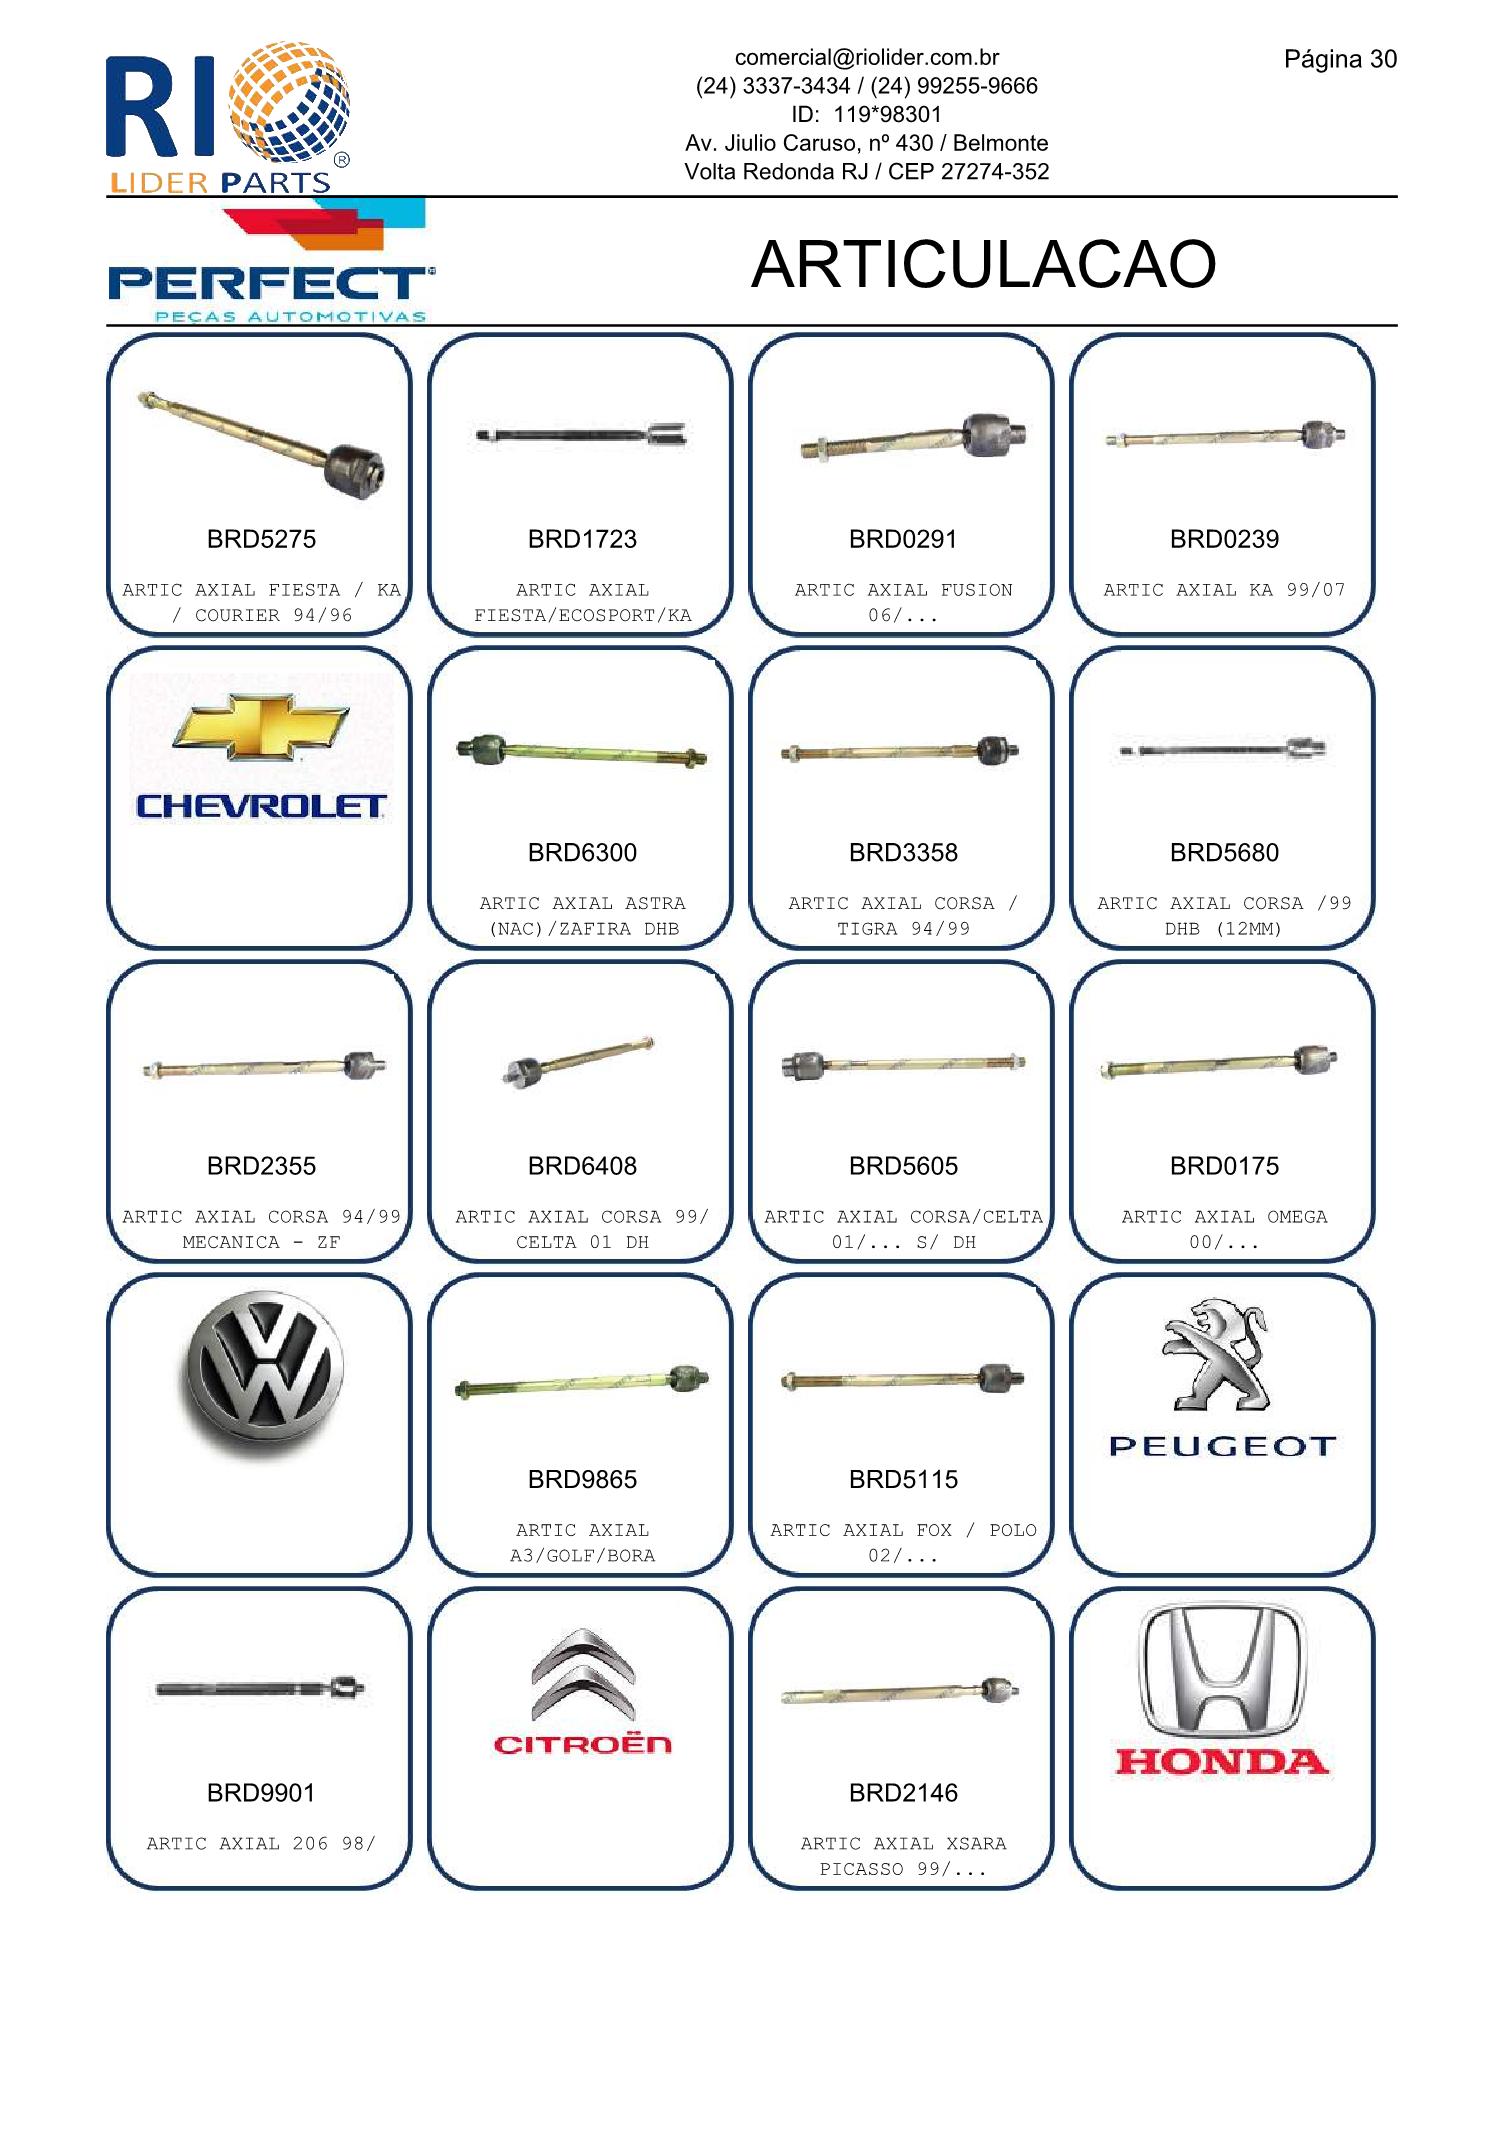 RIO
®
LIDER PARTS
comercial@riolider.com.br
(24) 3337-3434 / (24) 99255-9666
ID:  119*98301
Av. Jiulio Caruso, nº 430 / Belmonte
Volta Redonda RJ / CEP 27274-352
Página 30
PERFECT
PEÇAS AUTOMOTIVAS
ARTICULACAO
BRD5275
ARTIC AXIAL FIESTA / KA
/ COURIER 94/96
BRD1723
ARTIC AXIAL
FIESTA/ECOSPORT/KA
BRD0291
ARTIC AXIAL FUSION
06/...
BRD0239
ARTIC AXIAL KA 99/07
CHEVROLET
BRD6300
ARTIC AXIAL ASTRA
(NAC)/ZAFIRA DHB
BRD3358
ARTIC AXIAL CORSA /
TIGRA 94/99
BRD5680
ARTIC AXIAL CORSA /99
DHB (12MM)
BRD2355
ARTIC AXIAL CORSA 94/99
MECANICA - ZF
BRD6408
ARTIC AXIAL CORSA 99/
CELTA 01 DH
BRD5605
ARTIC AXIAL CORSA/CELTA
01/... S/ DH
BRD0175
ARTIC AXIAL OMEGA
00/...
BRD9865
ARTIC AXIAL
A3/GOLF/BORA
BRD5115
ARTIC AXIAL FOX / POLO
02/...
PEUGEOT
BRD9901
ARTIC AXIAL 206 98/
CITROËN
BRD2146
ARTIC AXIAL XSARA
PICASSO 99/...
HONDA